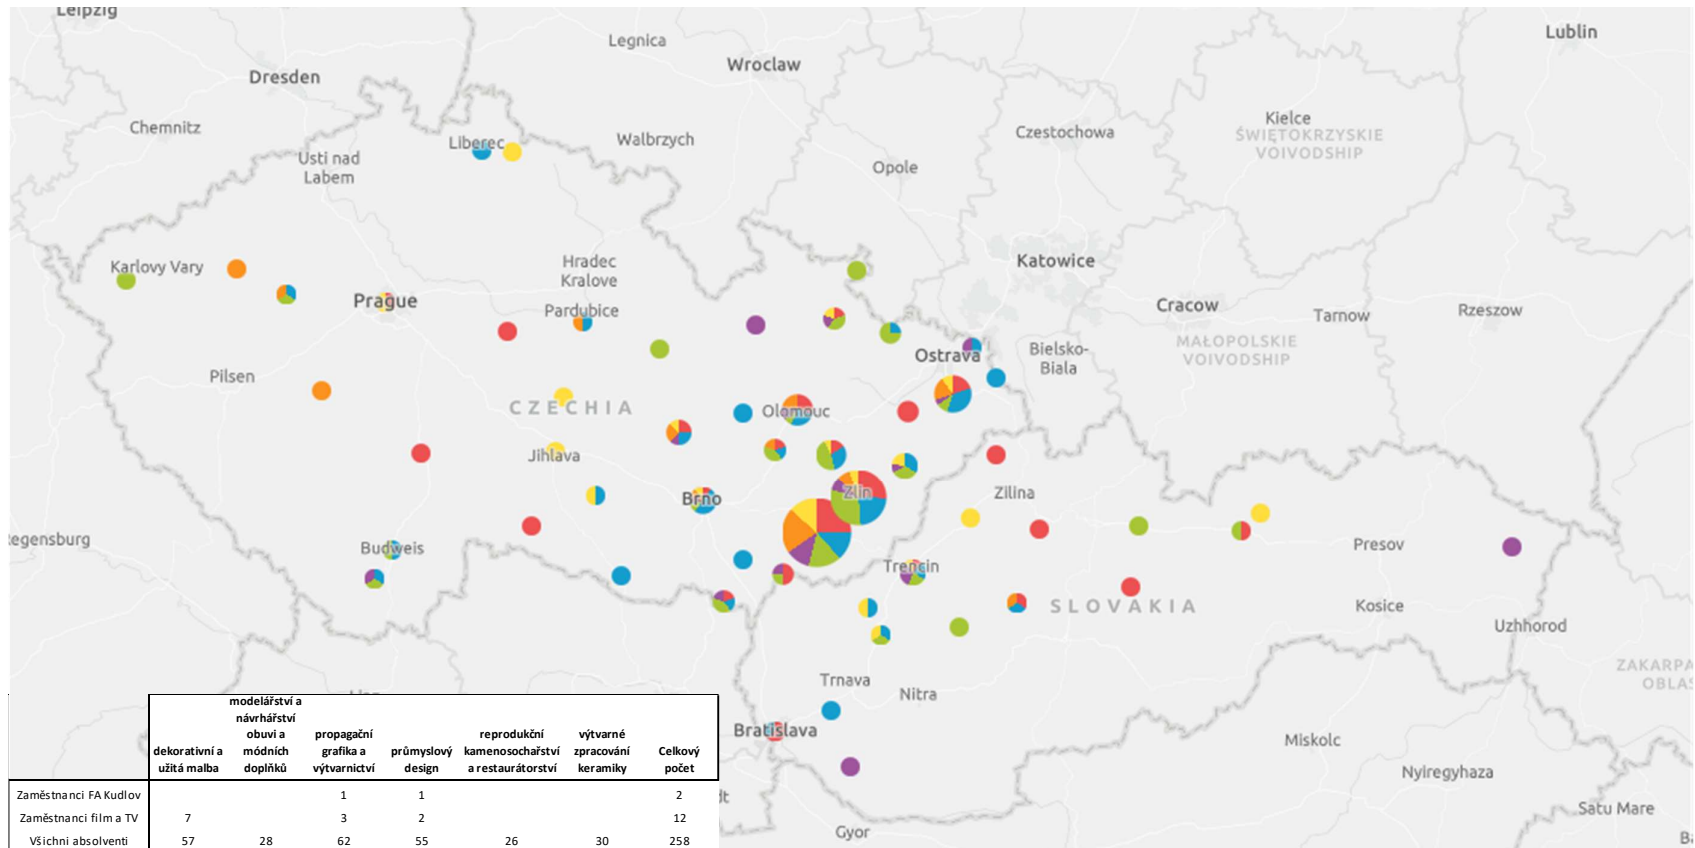 Leipzig
Legnica
Wroclaw
Lublin
Dresden
Chemnitz
Liberec
Walbrzych
Czestochowa
Kielce
ŚWIĘTOKRZYSKIE
VOIVODSHIP
Usti nad
Labem
Opole
Karlovy Vary
Hradec
Kralove
Katowice
Prague
Pardubice
Cracow
Tarnow
Rzeszow
MAŁOPOLSKIE
VOIVODSHIP
Ostrava
Bielsko-
Biala
Pilsen
CZECHIA
Olomouc
Jihlava
Zlin
Zilina
Brno
egensburg
Budweis
Presov
Trencin
SLOVAKIA
Kosice
Uzhhorod
ZAKARPA
OBLAS
Trnava
Nitra
Bratislava
Miskolc
Nyiregyhaza
Satu Mare
Gyor
dekorativní a
užitá malba
modelářství a
návrhářství
obuvi a
módních
doplňků
propagační
grafika a
výtvarnictví
průmyslový
design
reprodukční
kamenosochařství
a restaurátorství
výtvarné
zpracování
keramiky
Celkový
počet
Zaměstnanci FA Kudlov 1 1 2
Zaměstnanci film a TV 7 3 2 12
Všichni absolventi 57 28 62 55 26 30 258